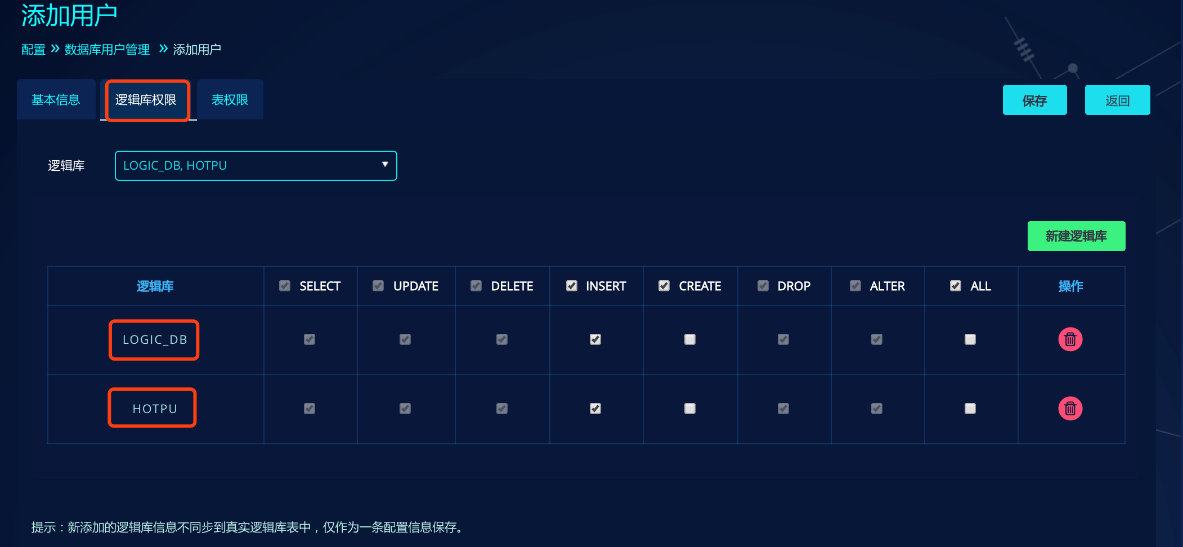 添加用户
配置 » 数据库用户管理 » 添加用户
基本信息 逻辑库权限 表权限 保存 返回
逻辑库 LOGIC_DB, HOTPU
新建逻辑库
逻辑库 SELECT UPDATE DELETE INSERT CREATE DROP ALTER ALL 操作
LOGIC_DB
HOTPU
提示：新添加的逻辑库信息不同步到真实逻辑库表中，仅作为一条配置信息保存。